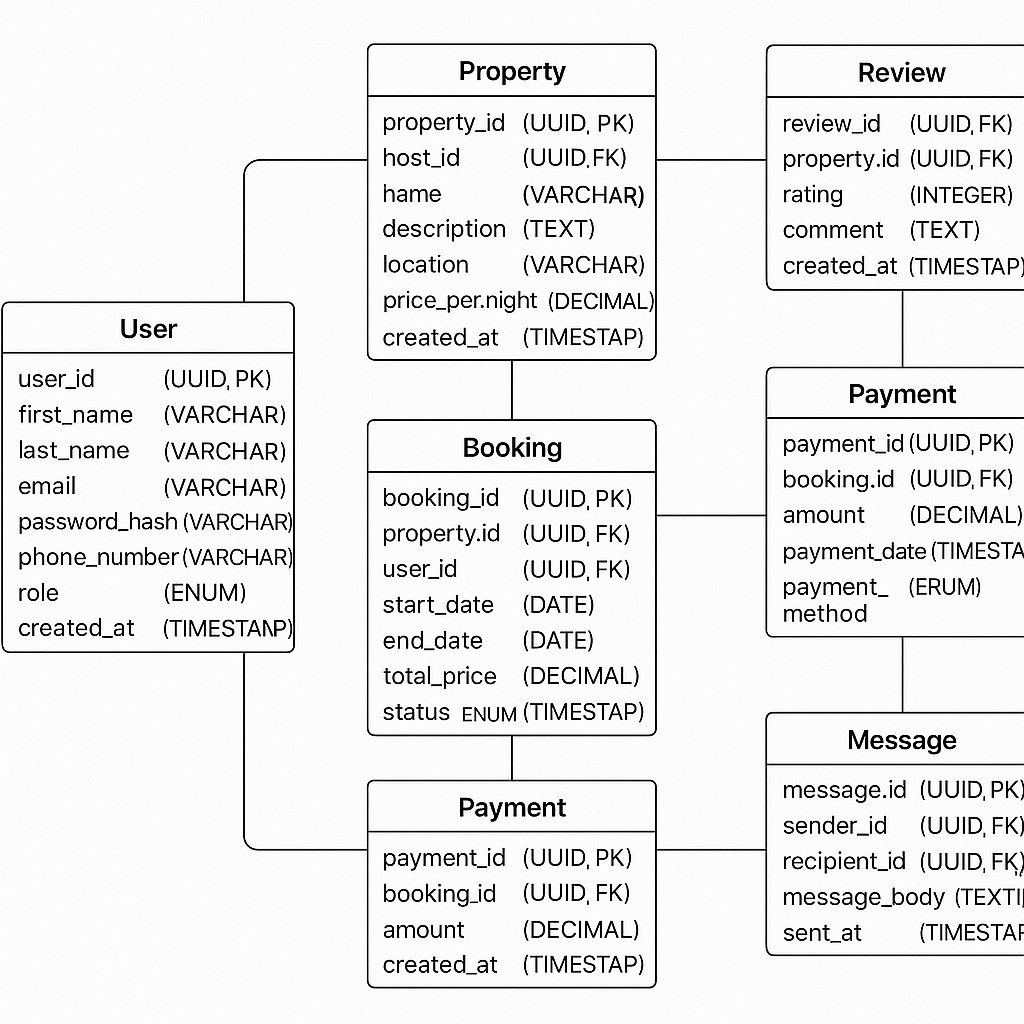 Property
property_id (UUID, PK)
host_id (UUID, FK)
hame (VARCHAR)
description (TEXT)
location (VARCHAR)
price_per.night (DECIMAL)
created_at (TIMESTAP)
Review
review_id (UUID, FK)
property.id (UUID, FK)
rating (INTEGER)
comment (TEXT)
created_at (TIMESTAP)
User
user_id (UUID, PK)
first_name (VARCHAR)
last_name (VARCHAR)
email (VARCHAR)
password_hash (VARCHAR)
phone_number (VARCHAR)
role (ENUM)
created_at (TIMESTANP)
Booking
booking_id (UUID, PK)
property.id (UUID, FK)
user_id (UUID, FK)
start_date (DATE)
end_date (DATE)
total_price (DECIMAL)
status ENUM (TIMESTAP)
Payment
payment_id (UUID, PK)
booking.id (UUID, FK)
amount (DECIMAL)
payment_date (TIMESTA
payment_ (ERUM)
method
Payment
payment_id (UUID, PK)
booking_id (UUID, FK)
amount (DECIMAL)
created_at (TIMESTAP)
Message
message.id (UUID, PK)
sender_id (UUID, FK)
recipient_id (UUID, FK)
message_body (TEXT
sent_at (TIMESTAP